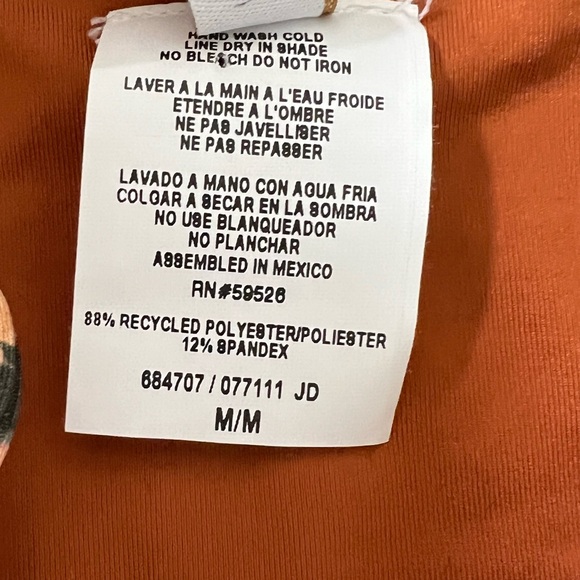 HAND WASH COLD
LINE DRY IN SHADE
NO BLEACH DO NOT IRON
LAVER A LA MAIN A L'EAU FROIDE
ETENDRE A L'OMBRE
NE PAS JAVELLISER
NE PAS REPASSER
LAVADO A MANO CON AGUA FRIA
COLGAR A SECAR EN LA SOMBRA
NO USE BLANQUEADOR
NO PLANCHAR
ASSEMBLED IN MEXICO
RN#59526
88% RECYCLED POLYESTER/POLIESTER
12% SPANDEX
684707 / 077111 JD
M/M